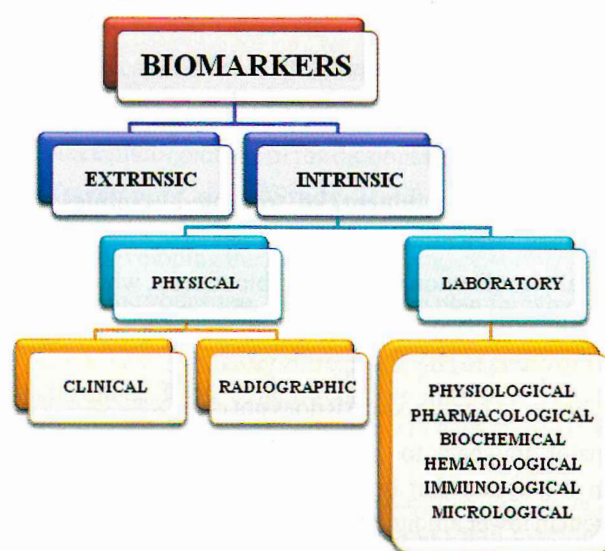 BIOMARKERS
EXTRINSIC
INTRINSIC
PHYSICAL
LABORATORY
CLINICAL
RADIOGRAPHIC
PHYSIOLOGICAL
PHARMACOLOGICAL
BIOCHEMICAL
HEMATOLOGICAL
IMMUNOLOGICAL
MICROLOGICAL